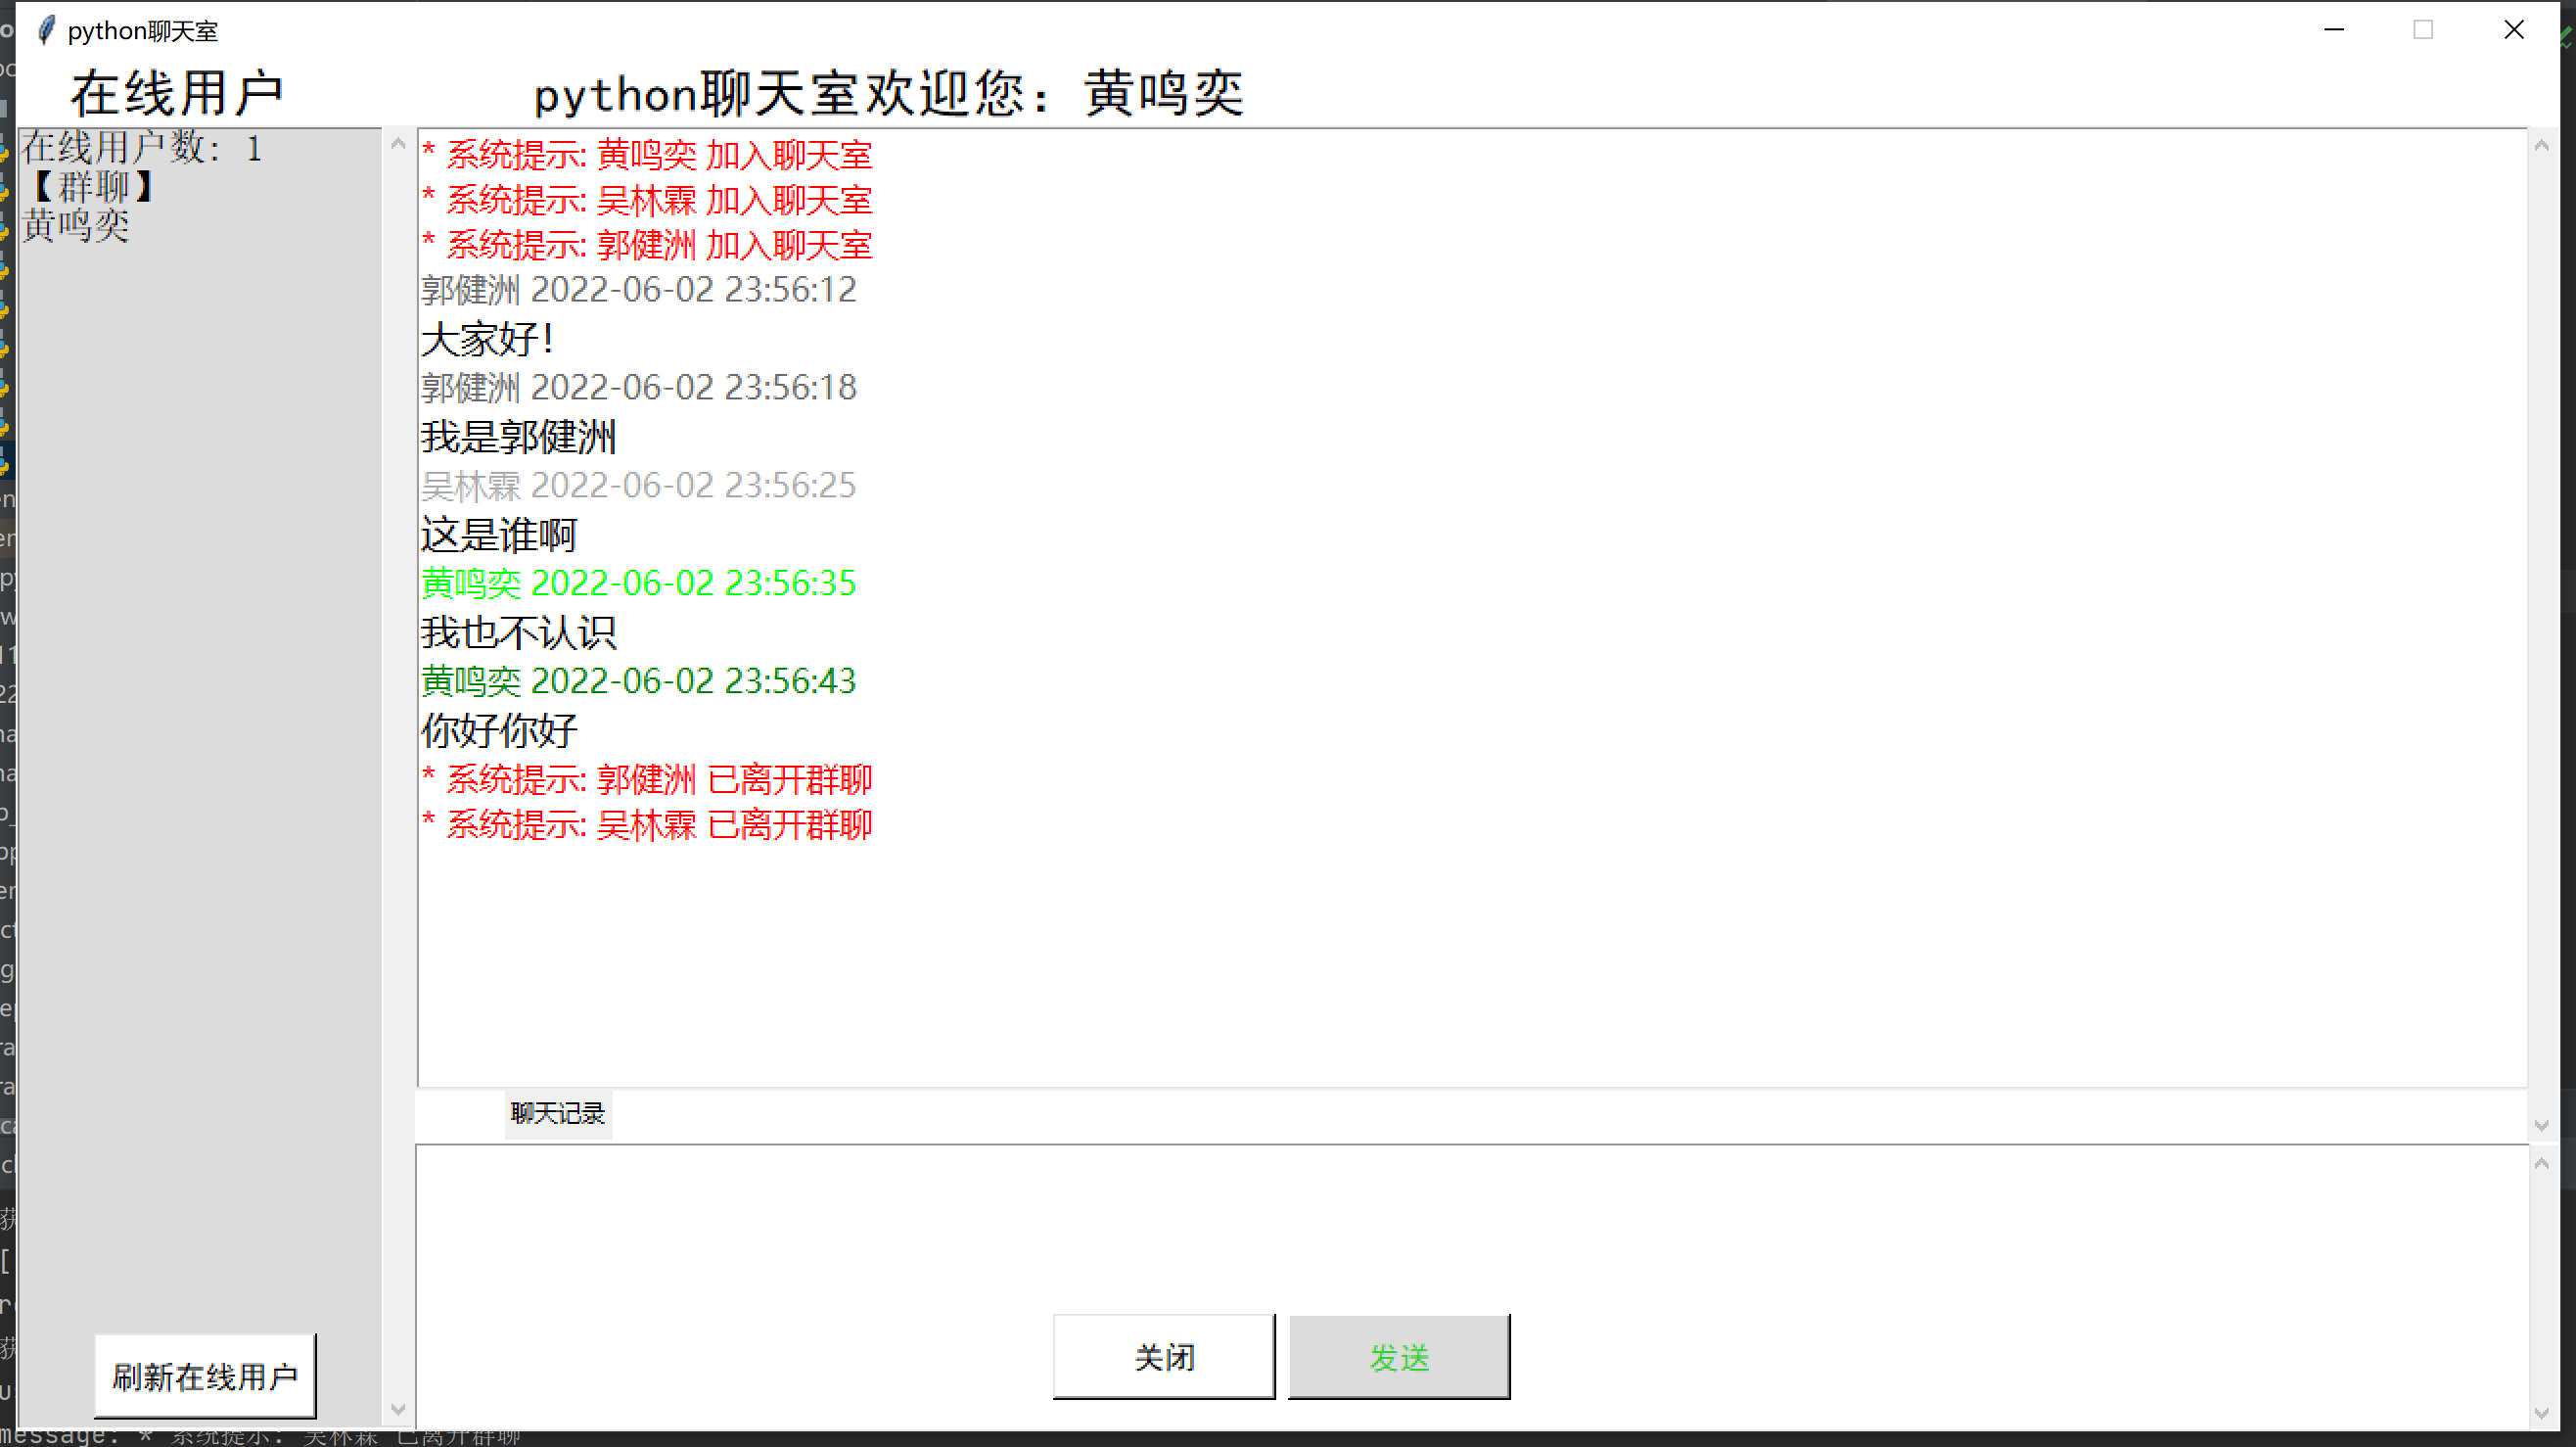 python聊天室
在线用户
python聊天室欢迎您：黄鸣奕
在线用户数: 1
【群聊】
黄鸣奕
* 系统提示: 黄鸣奕 加入聊天室
* 系统提示: 吴林霖 加入聊天室
* 系统提示: 郭健洲 加入聊天室
郭健洲 2022-06-02 23:56:12
大家好！
郭健洲 2022-06-02 23:56:18
我是郭健洲
吴林霖 2022-06-02 23:56:25
这是谁啊
黄鸣奕 2022-06-02 23:56:35
我也不认识
黄鸣奕 2022-06-02 23:56:43
你好你好
* 系统提示: 郭健洲 已离开群聊
* 系统提示: 吴林霖 已离开群聊
聊天记录
关闭
发送
刷新在线用户
message: * 系统提示: 吴林霖 已离开群聊